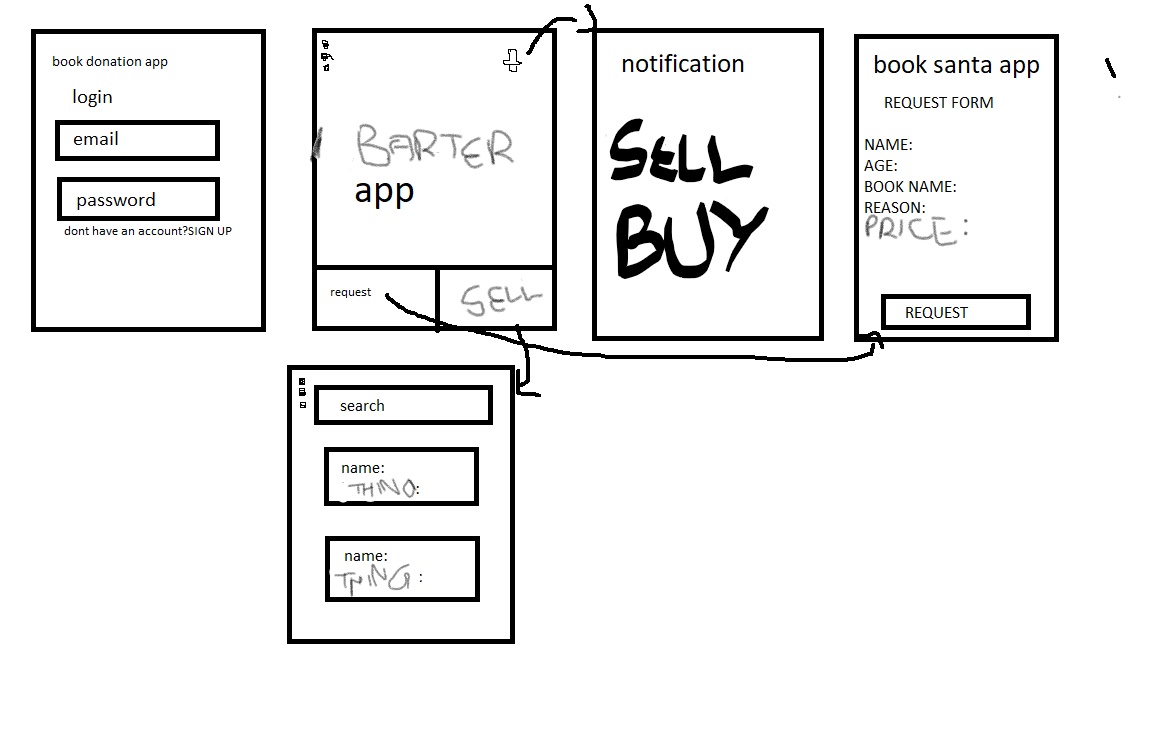 book donation app
login
email
password
dont have an account?SIGN UP
BARTER
app
request
SELL
notification
SELL
BUY
book santa app
REQUEST FORM
NAME:
AGE:
BOOK NAME:
REASON:
PRICE:
REQUEST
search
name:
THING:
name:
THING: